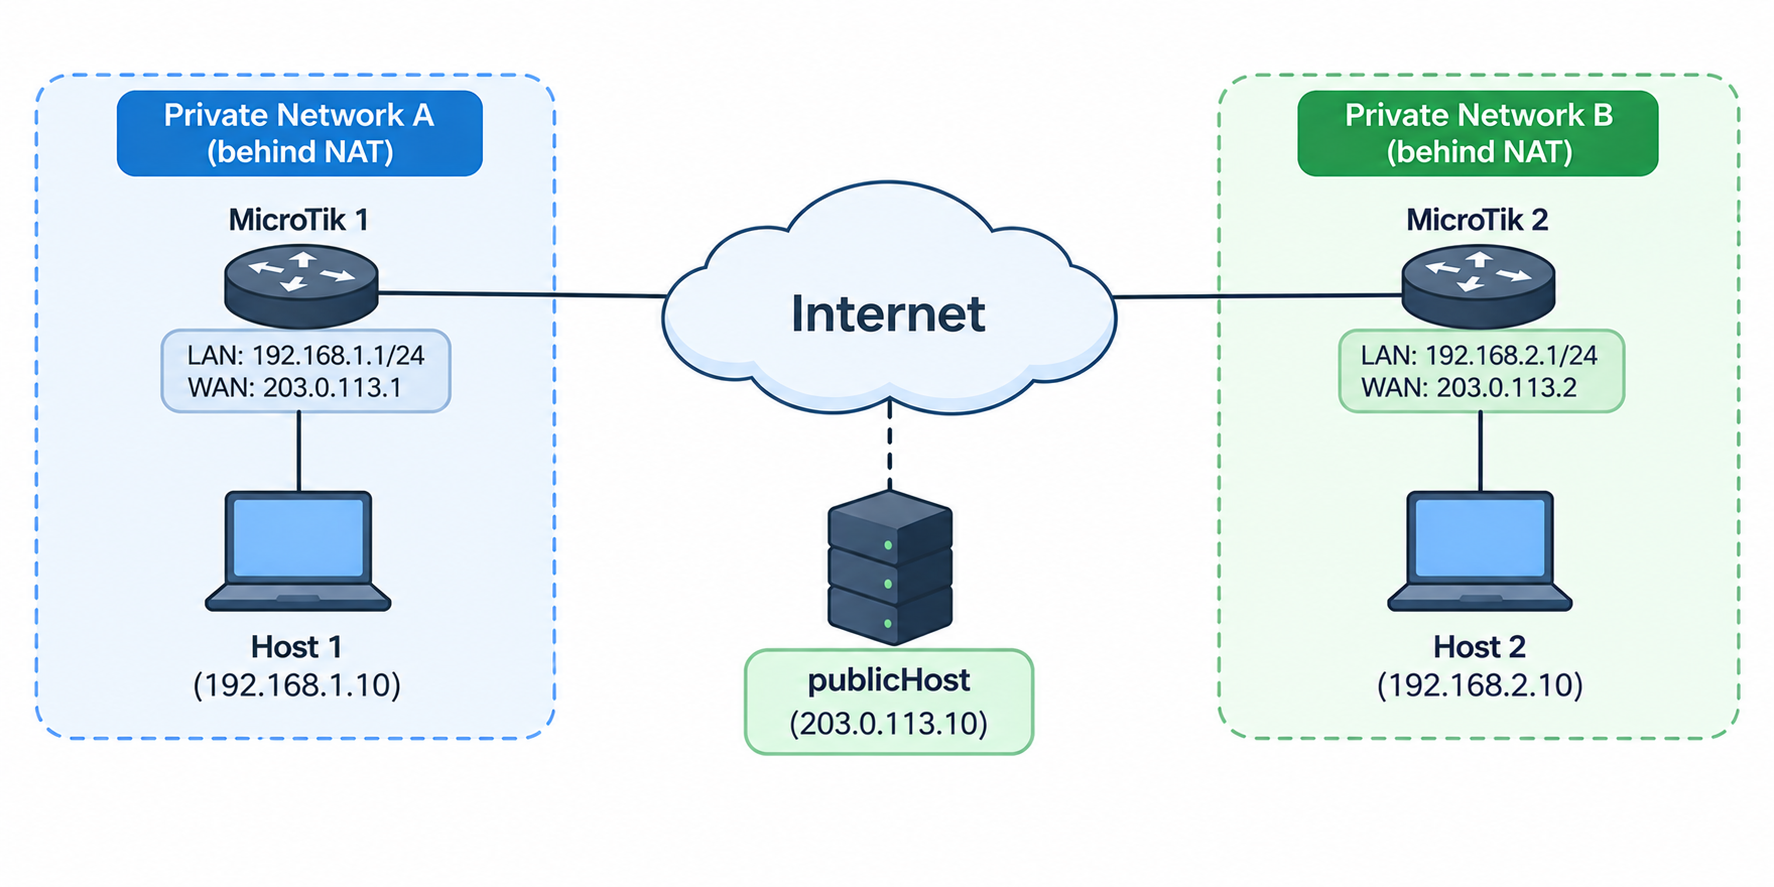 Private Network A
(behind NAT)
MicroTik 1
LAN: 192.168.1.1/24
WAN: 203.0.113.1
Host 1
(192.168.1.10)
Internet
publicHost
(203.0.113.10)
Private Network B
(behind NAT)
MicroTik 2
LAN: 192.168.2.1/24
WAN: 203.0.113.2
Host 2
(192.168.2.10)